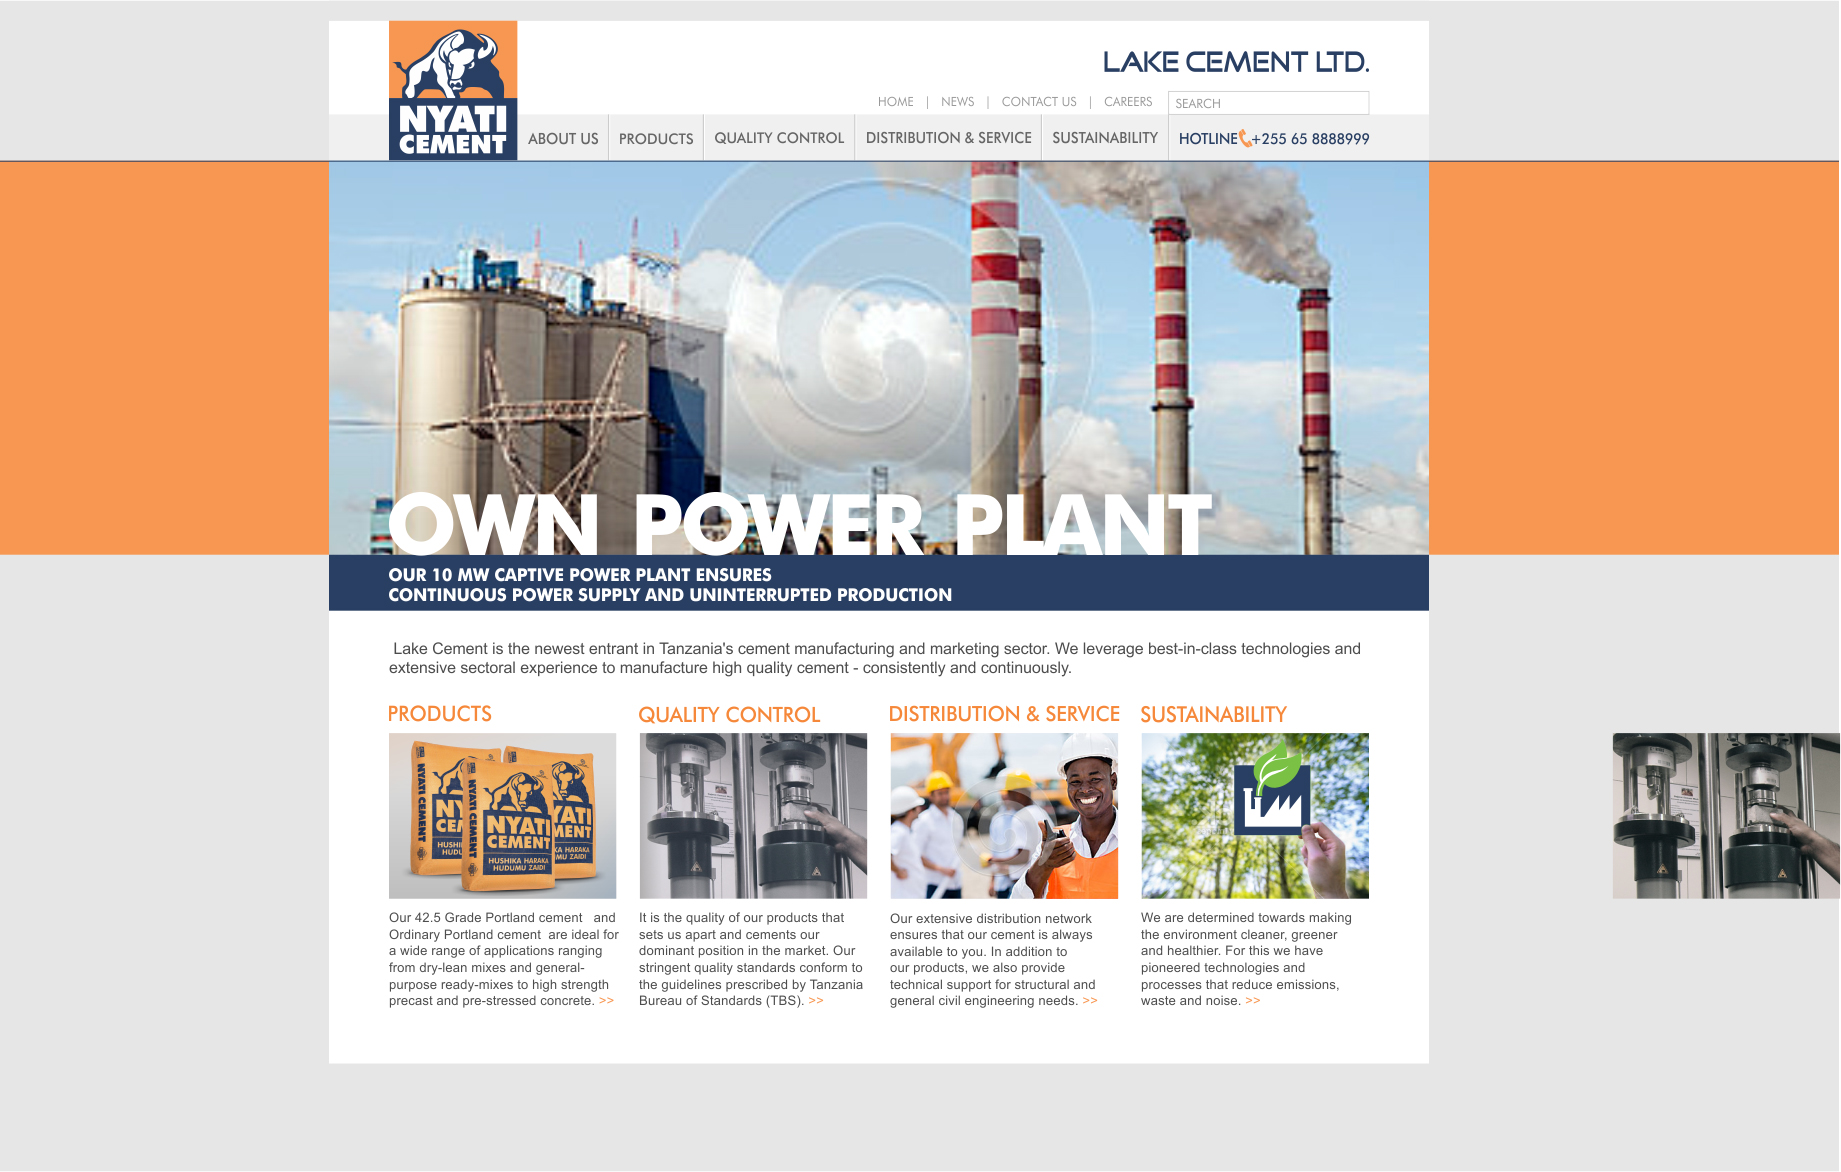 NYATI
CEMENT
LAKE CEMENT LTD.
HOME | NEWS | CONTACT US | CAREERS
SEARCH
ABOUT US
PRODUCTS
QUALITY CONTROL
DISTRIBUTION & SERVICE
SUSTAINABILITY
HOTLINE +255 65 8888999
OWN POWER PLANT
OUR 10 MW CAPTIVE POWER PLANT ENSURES
CONTINUOUS POWER SUPPLY AND UNINTERRUPTED PRODUCTION
Lake Cement is the newest entrant in Tanzania's cement manufacturing and marketing sector. We leverage best-in-class technologies and
extensive sectoral experience to manufacture high quality cement - consistently and continuously.
PRODUCTS
NYATI CEMENT
NYATI CEMENT
NYATI
CEMENT
HUSHIKA HARAKA
HUDUMU ZAIDI
Our 42.5 Grade Portland cement and
Ordinary Portland cement are ideal for
a wide range of applications ranging
from dry-lean mixes and general-
purpose ready-mixes to high strength
precast and pre-stressed concrete. >>
QUALITY CONTROL
It is the quality of our products that
sets us apart and cements our
dominant position in the market. Our
stringent quality standards conform to
the guidelines prescribed by Tanzania
Bureau of Standards (TBS). >>
DISTRIBUTION & SERVICE
Our extensive distribution network
ensures that our cement is always
available to you. In addition to
our products, we also provide
technical support for structural and
general civil engineering needs. >>
SUSTAINABILITY
We are determined towards making
the environment cleaner, greener
and healthier. For this we have
pioneered technologies and
processes that reduce emissions,
waste and noise. >>